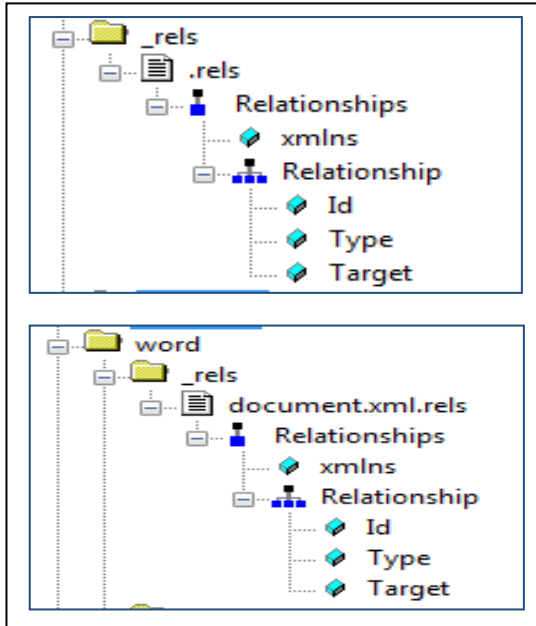 _rels
.rels
Relationships
xmlns
Relationship
Id
Type
Target
word
_rels
document.xml.rels
Relationships
xmlns
Relationship
Id
Type
Target